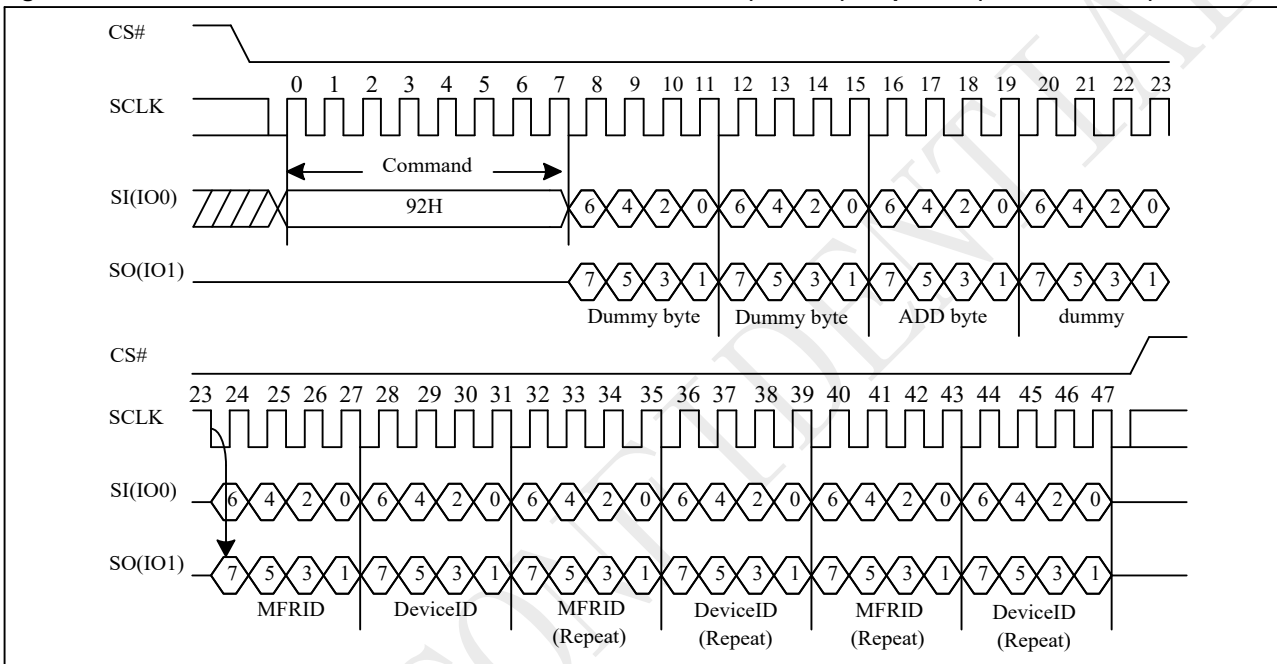 CS#
0 1 2 3 4 5 6 7 8 9 10 11 12 13 14 15 16 17 18 19 20 21 22 23
SCLK
Command
SI(IO0)
92H
6 4 2 0 6 4 2 0 6 4 2 0 6 4 2 0
SO(IO1)
7 5 3 1 7 5 3 1 7 5 3 1 7 5 3 1
Dummy byte Dummy byte ADD byte dummy
CS#
23 24 25 26 27 28 29 30 31 32 33 34 35 36 37 38 39 40 41 42 43 44 45 46 47
SCLK
SI(IO0)
6 4 2 0 6 4 2 0 6 4 2 0 6 4 2 0 6 4 2 0 6 4 2 0
SO(IO1)
7 5 3 1 7 5 3 1 7 5 3 1 7 5 3 1 7 5 3 1 7 5 3 1
MFRID DeviceID MFRID DeviceID MFRID DeviceID
(Repeat) (Repeat) (Repeat) (Repeat)
CONFIDENTIAL